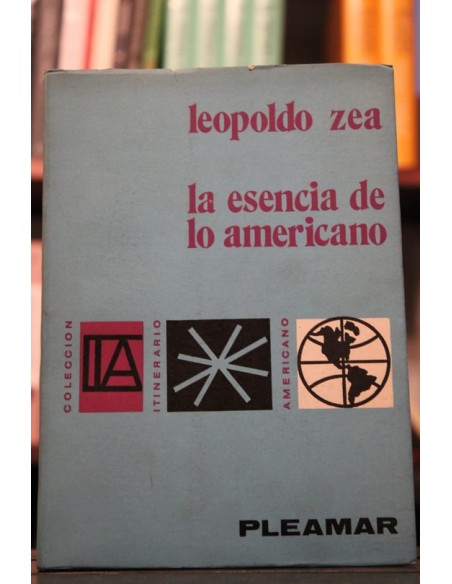 leopoldo zea
la esencia de
lo americano
COLECCION
IA
ITINERARIO
AMERICANO
PLEAMAR